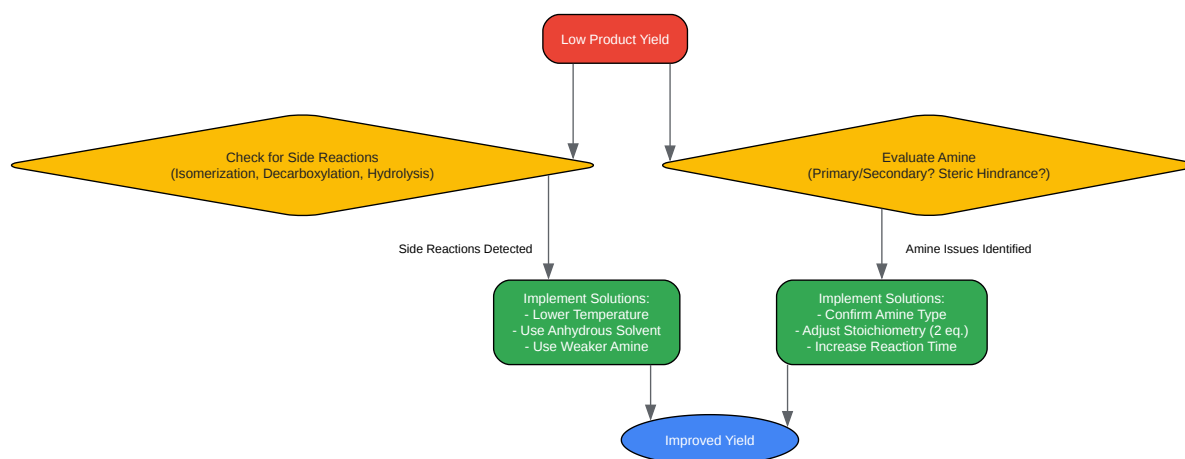 Low Product Yield
Check for Side Reactions
(Isomerization, Decarboxylation, Hydrolysis)
Evaluate Amine
(Primary/Secondary? Steric Hindrance?)
Side Reactions Detected
Amine Issues Identified
Implement Solutions:
- Lower Temperature
- Use Anhydrous Solvent
- Use Weaker Amine
Implement Solutions:
- Confirm Amine Type
- Adjust Stoichiometry (2 eq.)
- Increase Reaction Time
Improved Yield